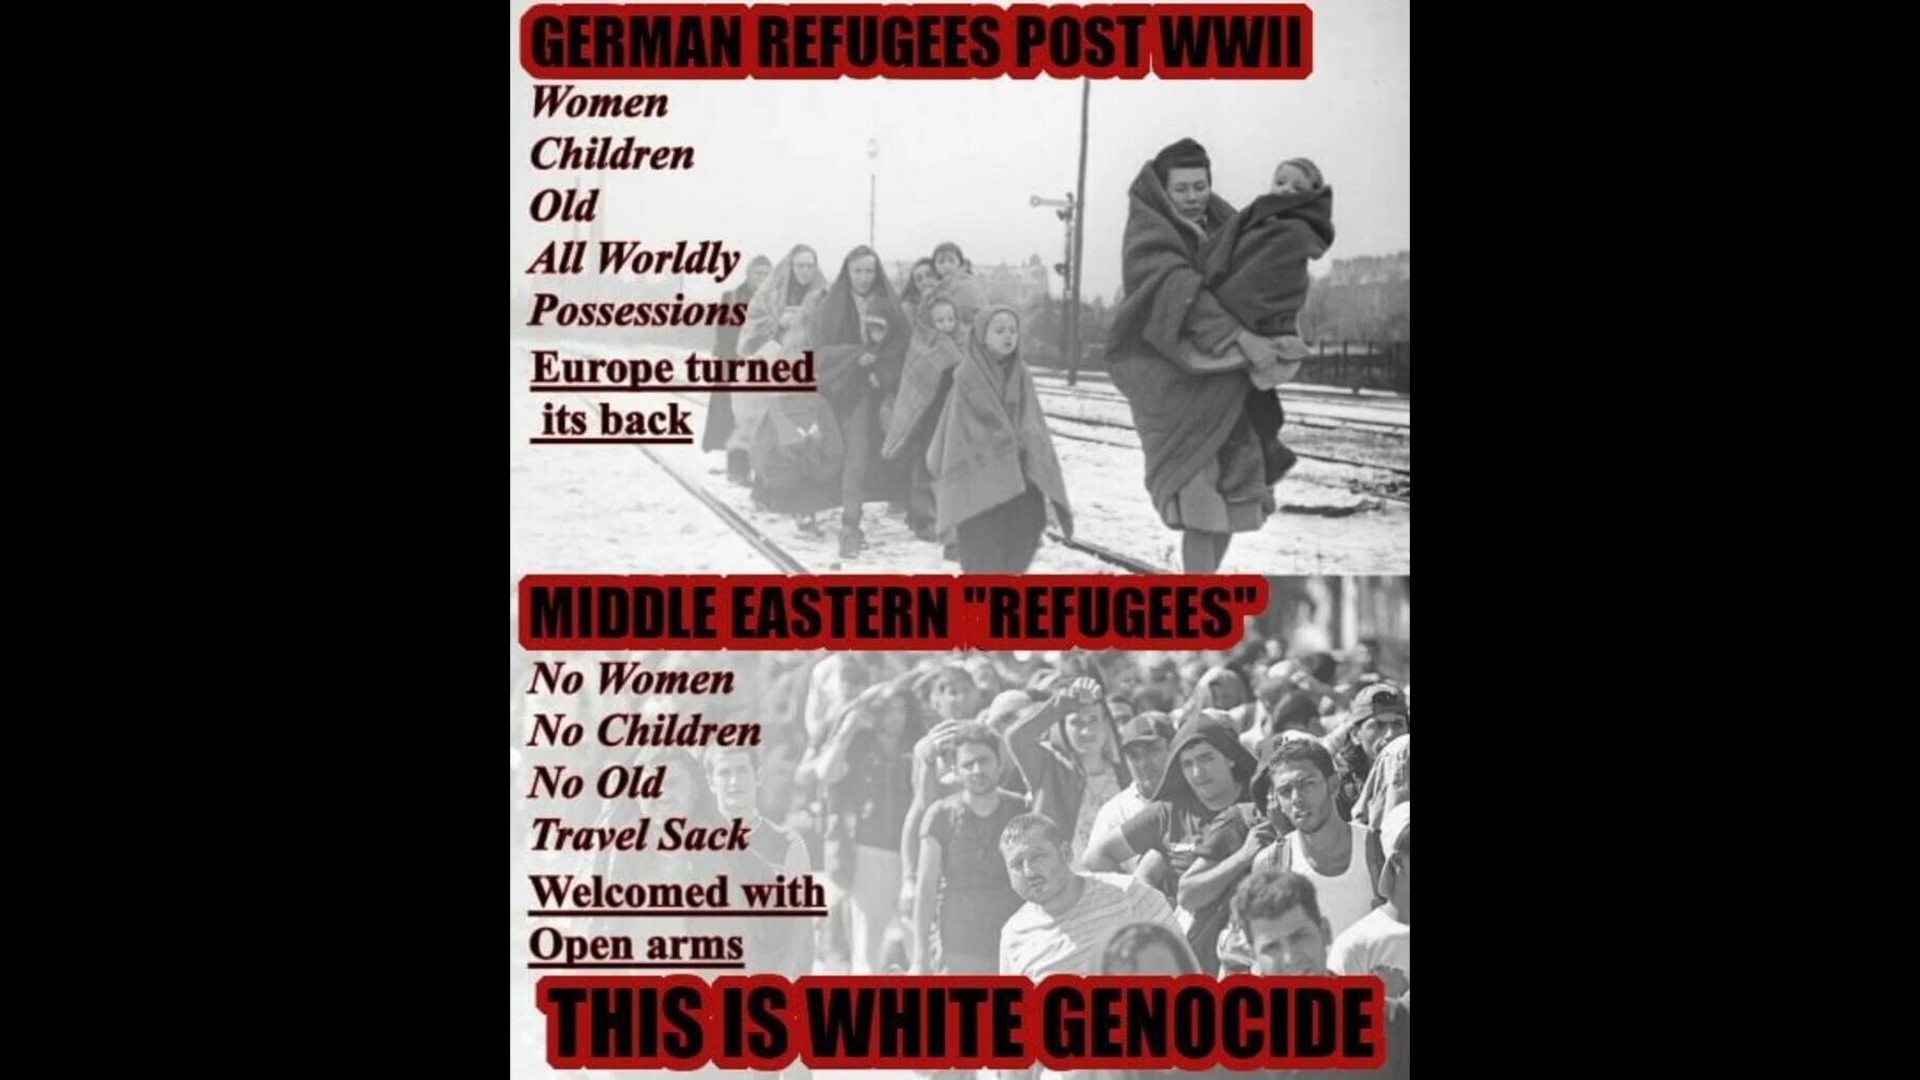 GERMAN REFUGEES POST WWII
Women
Children
Old
All Worldly
Possessions
Europe turned
its back
MIDDLE EASTERN "REFUGEES"
No Women
No Children
No Old
Travel Sack
Welcomed with
Open arms
THIS IS WHITE GENOCIDE